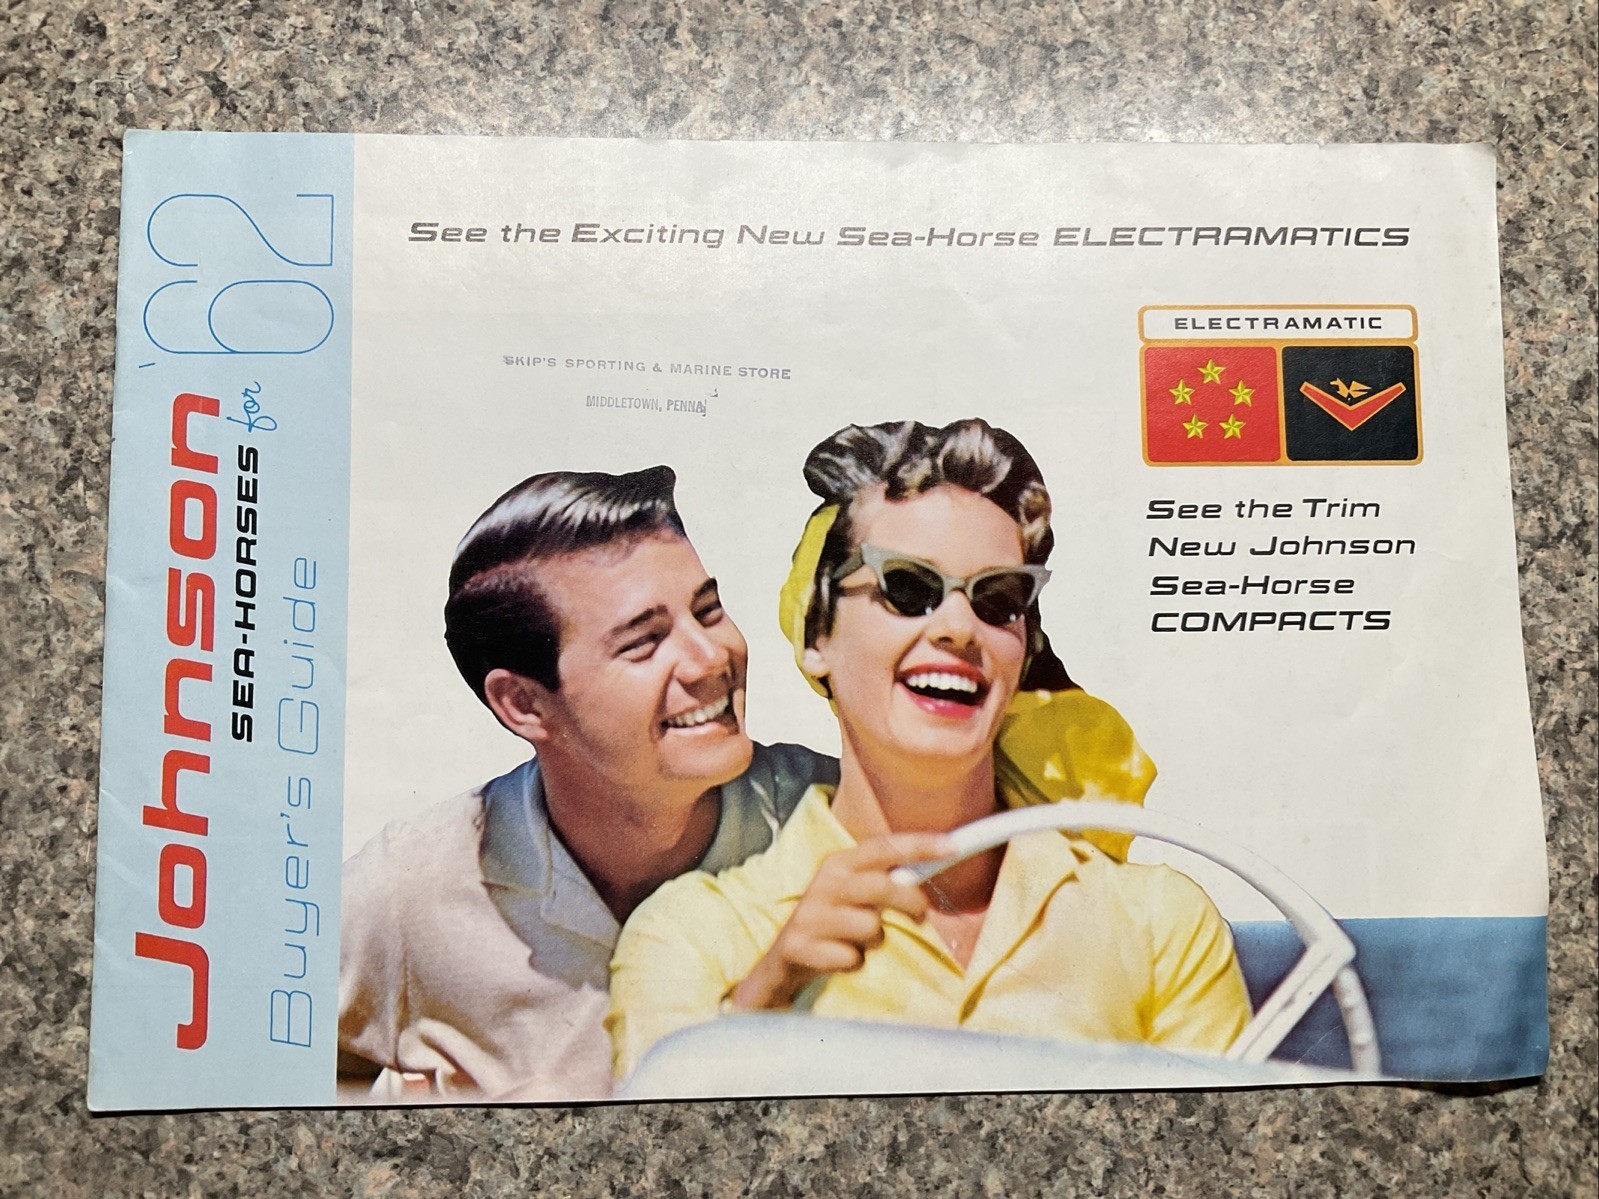 Johnson
SEA-HORSES for '62
Buyer's Guide
See the Exciting New Sea-Horse ELECTRAMATICS
SKIP'S SPORTING & MARINE STORE
MIDDLETOWN, PENNA
ELECTRAMATIC
See the Trim
New Johnson
Sea-Horse
COMPACTS